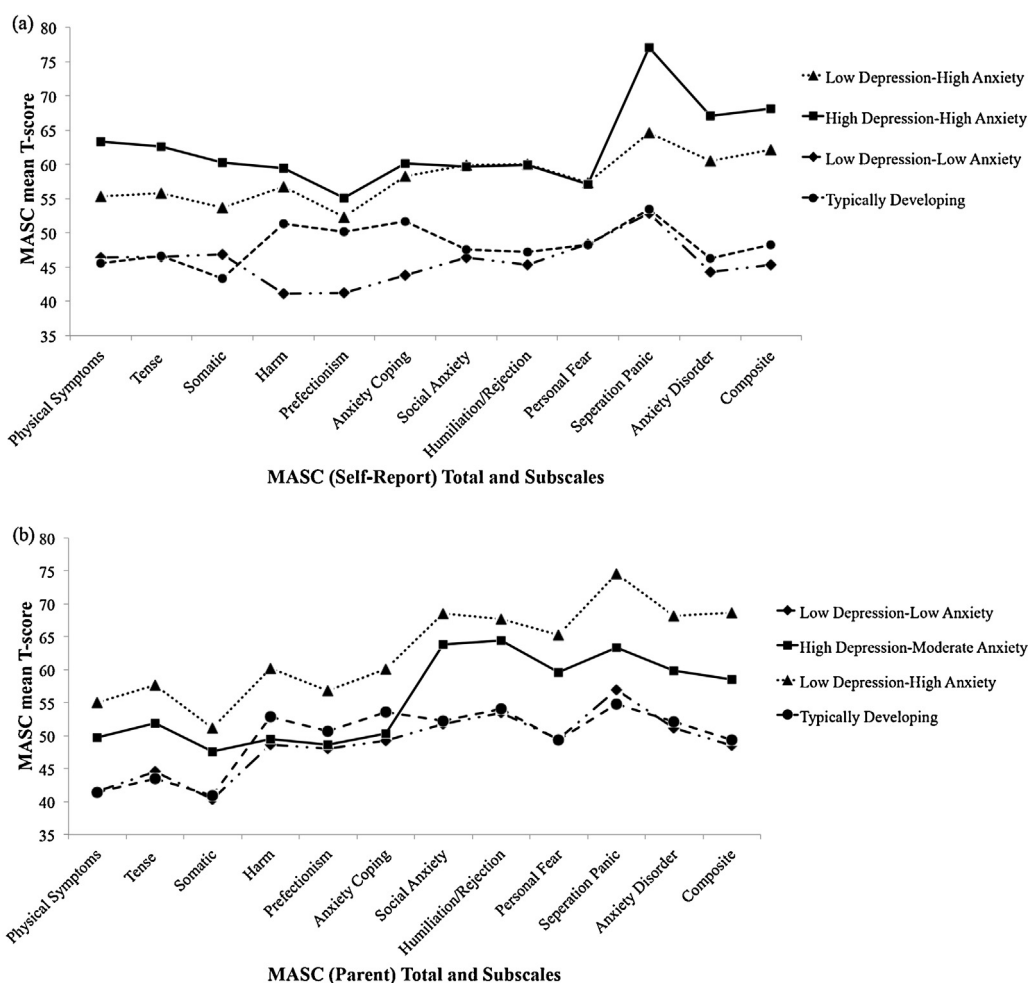 (a)
80
75
70
65
60
55
50
45
40
35
MASC mean T-score
Low Depression-High Anxiety
High Depression-High Anxiety
Low Depression-Low Anxiety
Typically Developing
Physical Symptoms
Tense
Somatic
Harm
Prefectionism
Anxiety Coping
Social Anxiety
Humiliation/Rejection
Personal Fear
Seperation Panic
Anxiety Disorder
Composite
MASC (Self-Report) Total and Subscales
(b)
80
75
70
65
60
55
50
45
40
35
MASC mean T-score
Low Depression-Low Anxiety
High Depression-Moderate Anxiety
Low Depression-High Anxiety
Typically Developing
Physical Symptoms
Tense
Somatic
Harm
Prefectionism
Anxiety Coping
Social Anxiety
Humiliation/Rejection
Personal Fear
Seperation Panic
Anxiety Disorder
Composite
MASC (Parent) Total and Subscales